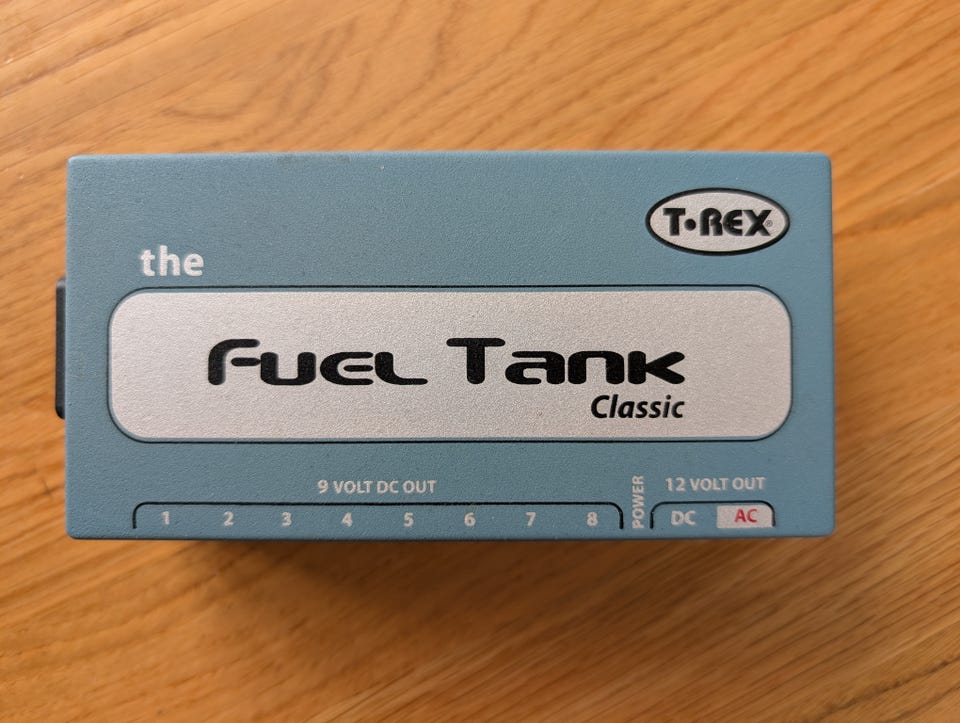 T•REX®
the
Fuel Tank
Classic
9 VOLT DC OUT
1 2 3 4 5 6 7 8
POWER
12 VOLT OUT
DC AC